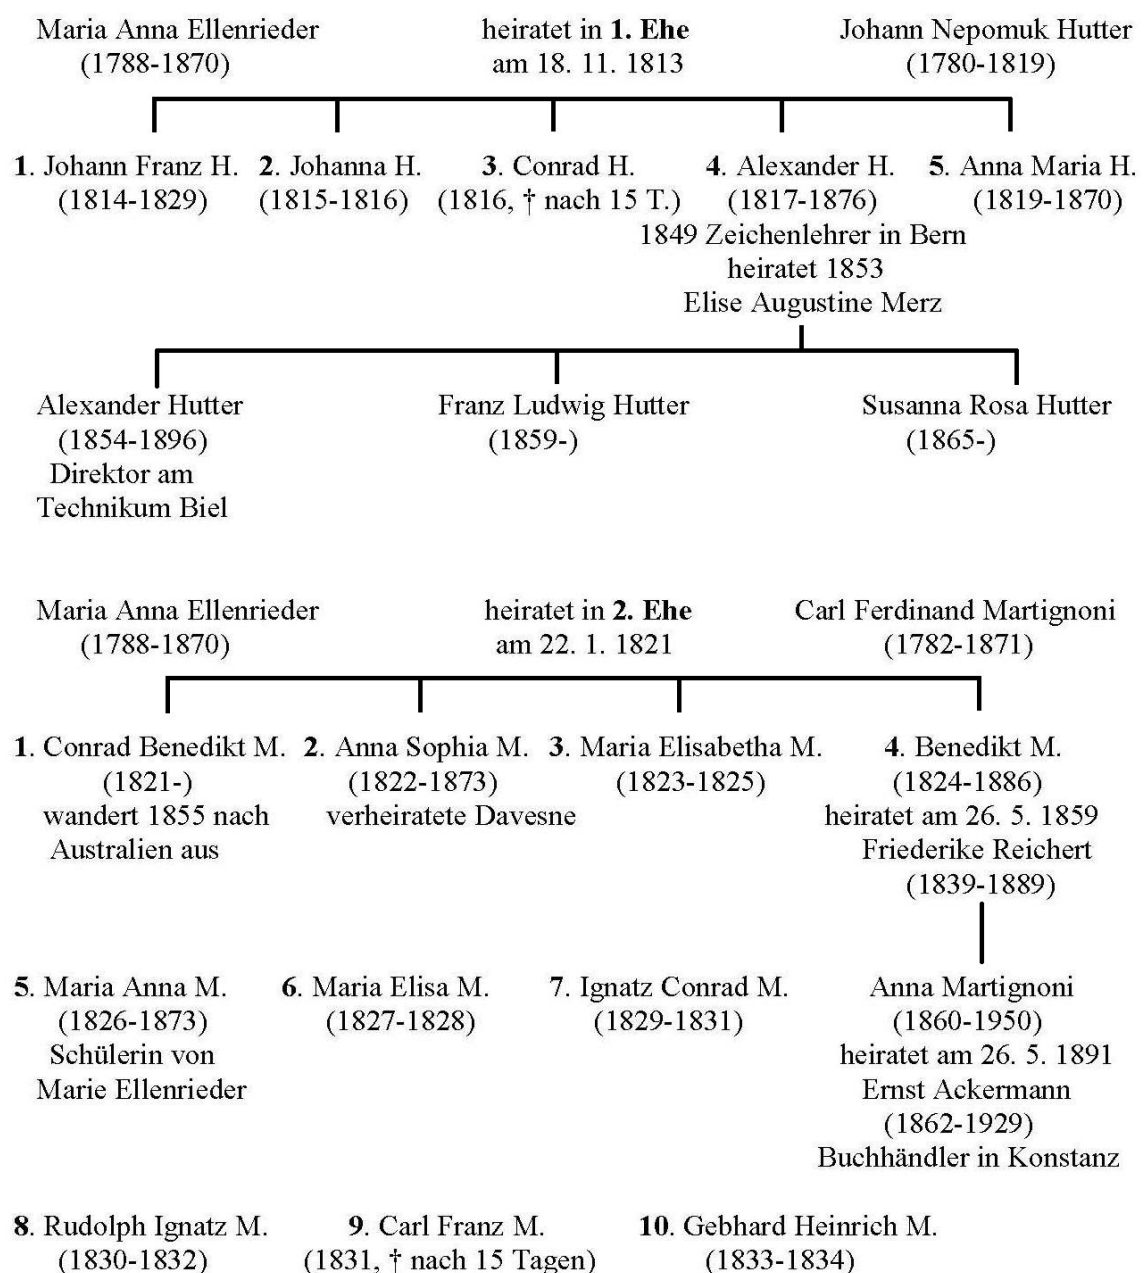 Maria Anna Ellenrieder heiratet in 1. Ehe Johann Nepomuk Hutter
(1788-1870) am 18. 11. 1813 (1780-1819)
1. Johann Franz H. 2. Johanna H. 3. Conrad H. 4. Alexander H. 5. Anna Maria H.
(1814-1829) (1815-1816) (1816, † nach 15 T.) (1817-1876) (1819-1870)
1849 Zeichenlehrer in Bern
heiratet 1853
Elise Augustine Merz
Alexander Hutter Franz Ludwig Hutter Susanna Rosa Hutter
(1854-1896) (1859-) (1865-)
Direktor am
Technikum Biel
Maria Anna Ellenrieder heiratet in 2. Ehe Carl Ferdinand Martignoni
(1788-1870) am 22. 1. 1821 (1782-1871)
1. Conrad Benedikt M. 2. Anna Sophia M. 3. Maria Elisabetha M. 4. Benedikt M.
(1821-) (1822-1873) (1823-1825) (1824-1886)
wandert 1855 nach verheiratete Davesne heiratet am 26. 5. 1859
Australien aus Friederike Reichert
(1839-1889)
5. Maria Anna M. 6. Maria Elisa M. 7. Ignatz Conrad M. Anna Martignoni
(1826-1873) (1827-1828) (1829-1831) (1860-1950)
Schülerin von heiratet am 26. 5. 1891
Marie Ellenrieder Ernst Ackermann
(1862-1929)
Buchhändler in Konstanz
8. Rudolph Ignatz M. 9. Carl Franz M. 10. Gebhard Heinrich M.
(1830-1832) (1831, † nach 15 Tagen) (1833-1834)